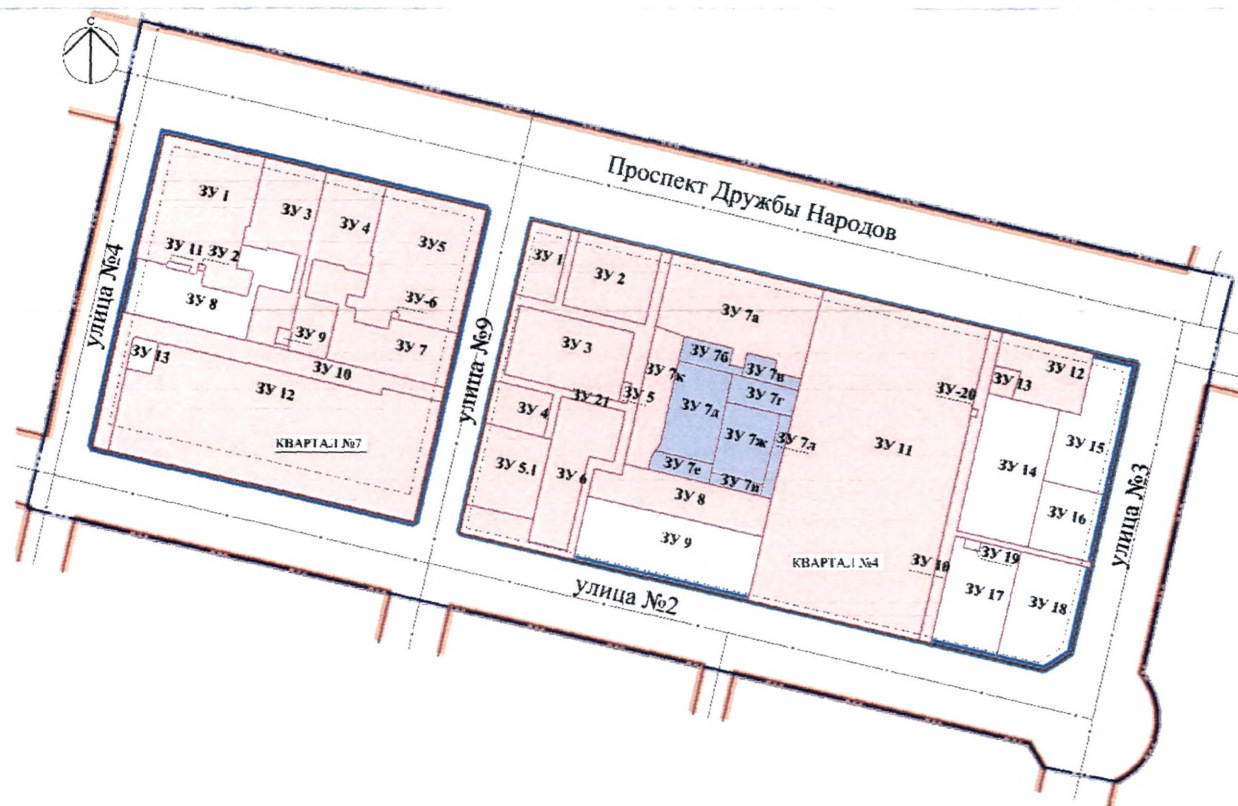 С
Проспект Дружбы Народов
улица №4
улица №9
улица №3
улица №2
ЗУ 1
ЗУ 3
ЗУ 4
ЗУ5
ЗУ 11
ЗУ 2
ЗУ-6
ЗУ 8
ЗУ 9
ЗУ 7
ЗУ 13
ЗУ 10
ЗУ 12
КВАРТАЛ №7
ЗУ 1
ЗУ 2
ЗУ 7а
ЗУ 3
ЗУ 7б
ЗУ 7в
ЗУ 7к
ЗУ 7г
ЗУ 5
ЗУ 21
ЗУ 4
ЗУ 7д
ЗУ 7ж
ЗУ 7л
ЗУ 5.1
ЗУ 6
ЗУ 7е
ЗУ 7и
ЗУ 8
ЗУ 9
ЗУ 11
КВАРТАЛ №4
ЗУ 10
ЗУ-20
ЗУ 13
ЗУ 12
ЗУ 14
ЗУ 15
ЗУ 16
ЗУ 19
ЗУ 17
ЗУ 18